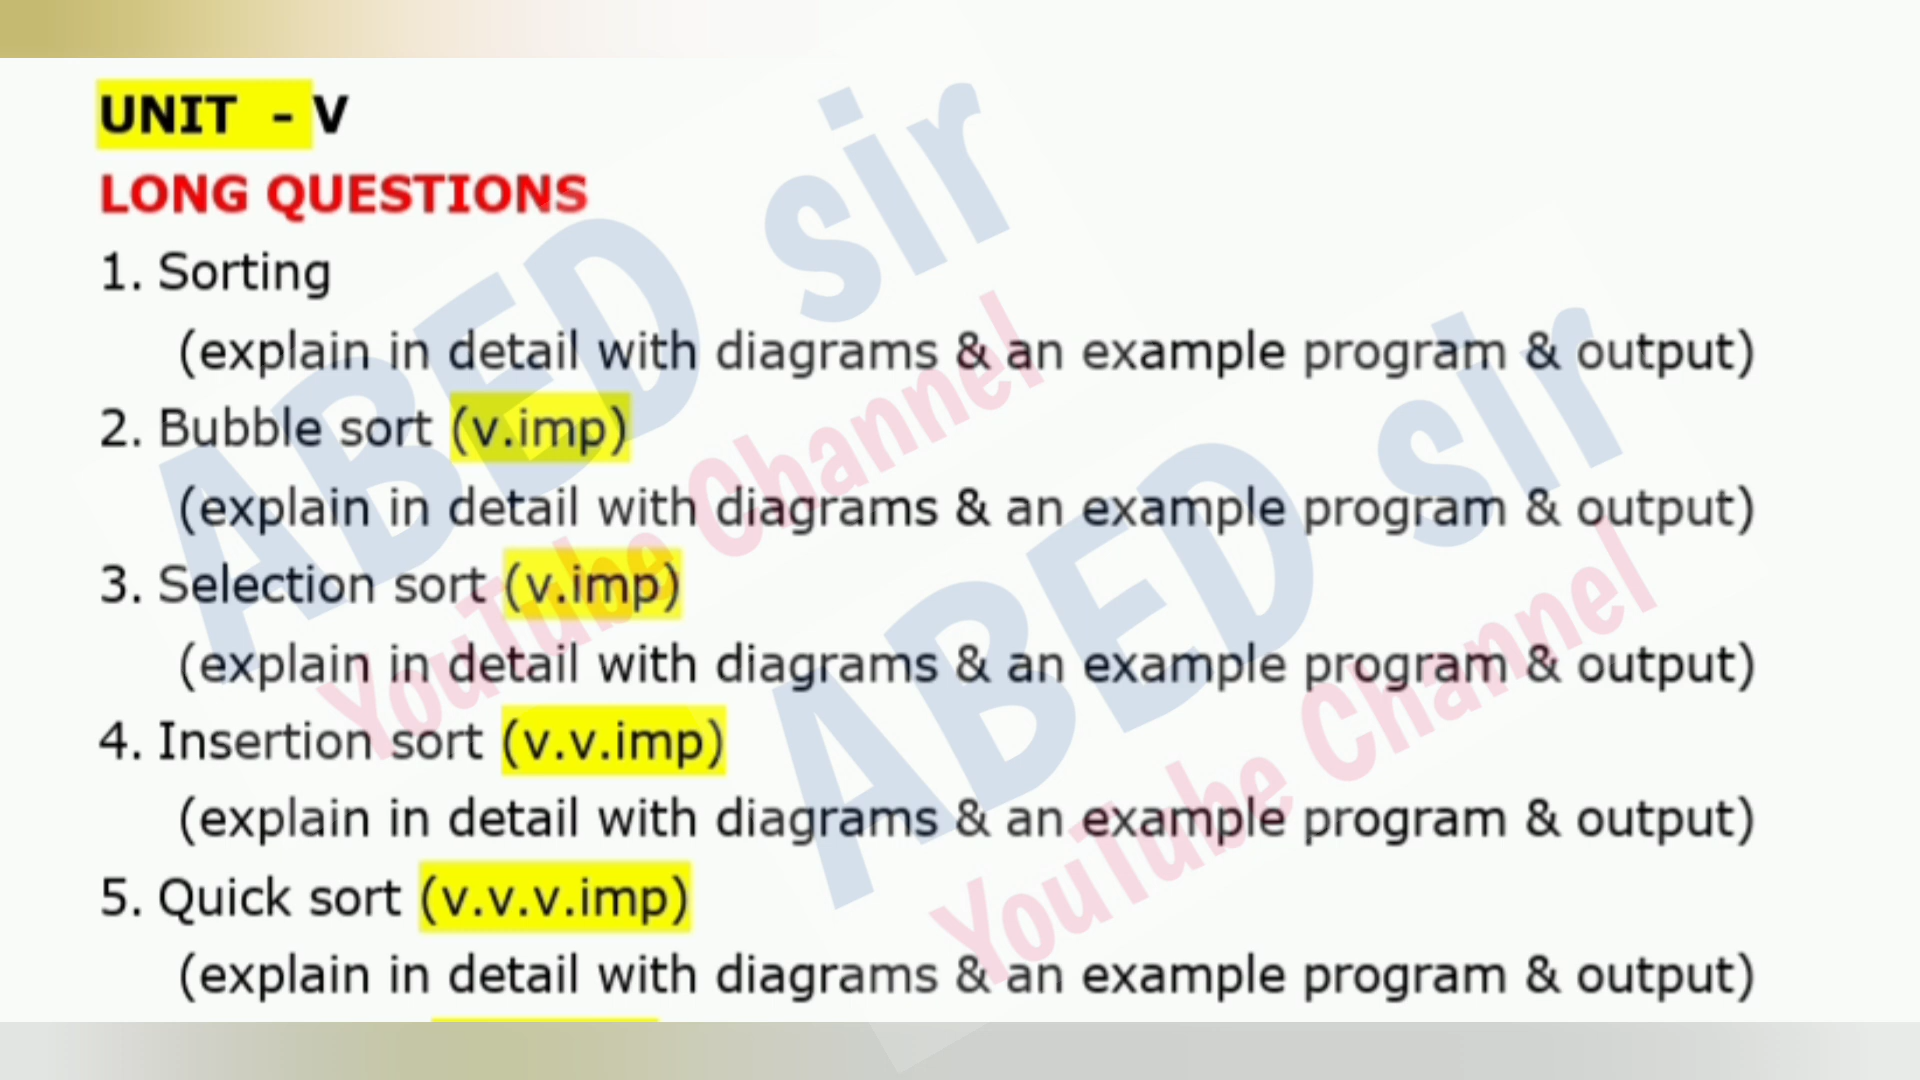 UNIT - V
LONG QUESTIONS
1. Sorting
(explain in detail with diagrams & an example program & output)
2. Bubble sort (v.imp)
(explain in detail with diagrams & an example program & output)
3. Selection sort (v.imp)
(explain in detail with diagrams & an example program & output)
4. Insertion sort (v.v.imp)
(explain in detail with diagrams & an example program & output)
5. Quick sort (v.v.v.imp)
(explain in detail with diagrams & an example program & output)
ABED sir
YouTube Channel
ABED sir
YouTube Channel